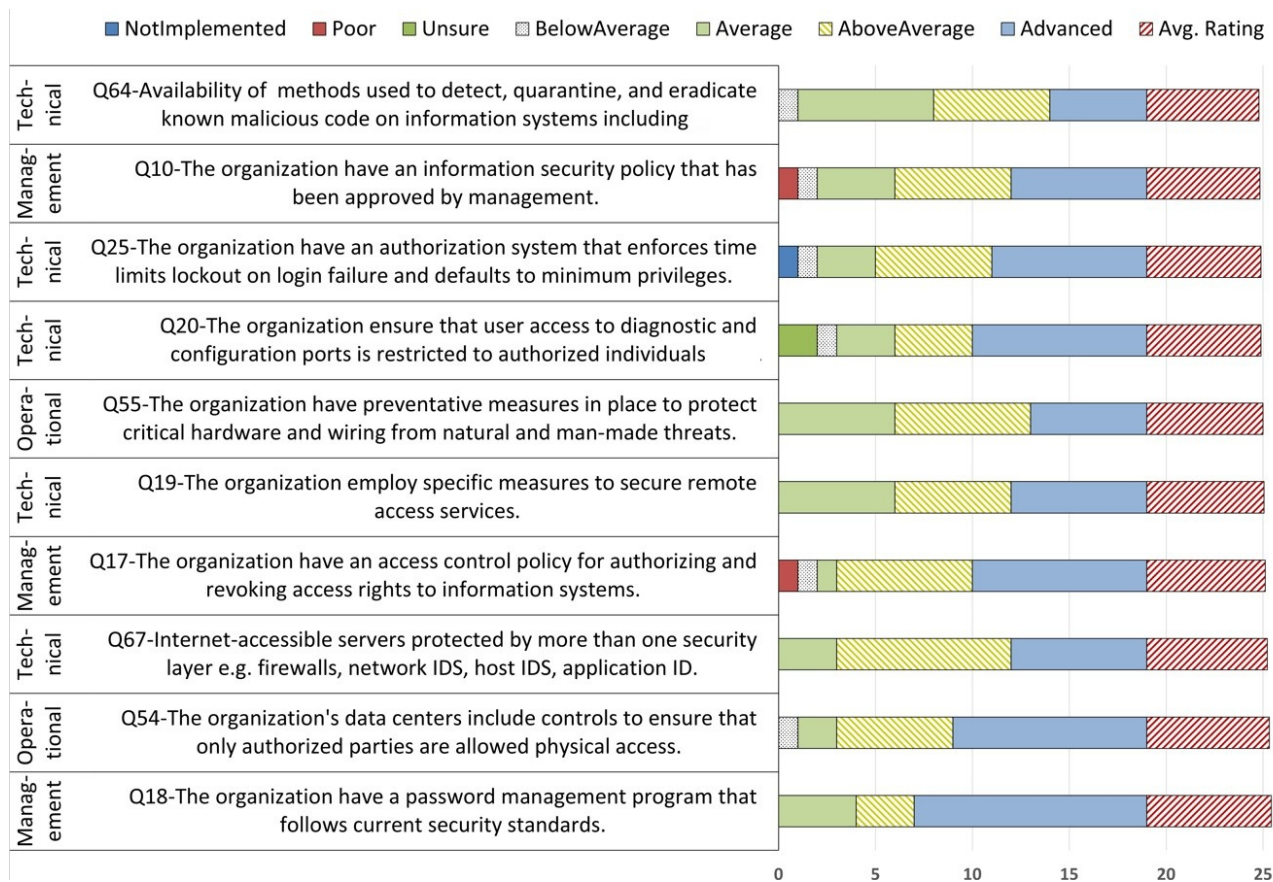 NotImplemented Poor Unsure BelowAverage Average AboveAverage Advanced Avg. Rating
Tech-
nical
Q64-Availability of methods used to detect, quarantine, and eradicate
known malicious code on information systems including
Manag-
ement
Q10-The organization have an information security policy that has
been approved by management.
Tech-
nical
Q25-The organization have an authorization system that enforces time
limits lockout on login failure and defaults to minimum privileges.
Tech-
nical
Q20-The organization ensure that user access to diagnostic and
configuration ports is restricted to authorized individuals .
Opera-
tional
Q55-The organization have preventative measures in place to protect
critical hardware and wiring from natural and man-made threats.
Tech-
nical
Q19-The organization employ specific measures to secure remote
access services.
Manag-
ement
Q17-The organization have an access control policy for authorizing and
revoking access rights to information systems.
Tech-
nical
Q67-Internet-accessible servers protected by more than one security
layer e.g. firewalls, network IDS, host IDS, application ID.
Opera-
tional
Q54-The organization's data centers include controls to ensure that
only authorized parties are allowed physical access.
Manag-
ement
Q18-The organization have a password management program that
follows current security standards.
0 5 10 15 20 25